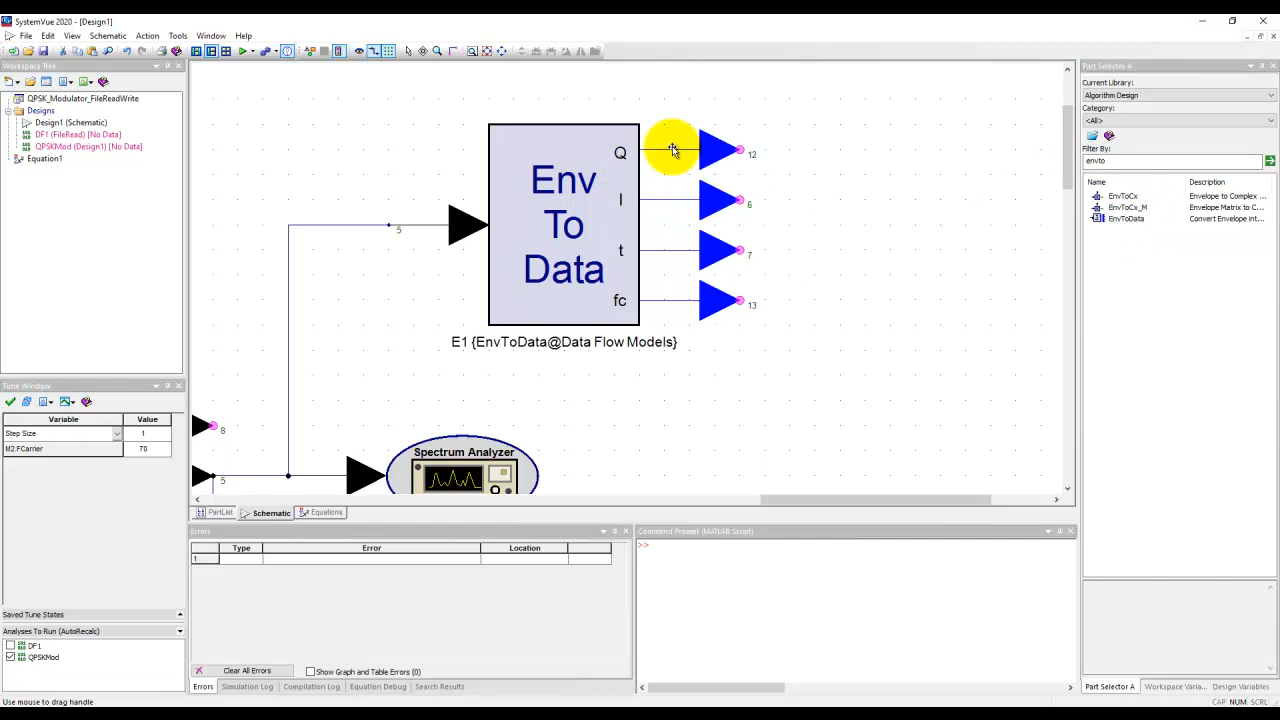 SystemVue 2020 - [Design1]
File Edit View Schematic Action Tools Window Help
Workspace Tree
QPSK_Modulator_FileReadWrite
Designs
Design1 (Schematic)
DF1 (FileRead) [No Data]
QPSKMod (Design1) [No Data]
Equation1
Tune Window
Variable Value
Step Size 1
M2.FCarrier 70
Saved Tune States
Analyses To Run (AutoRecalc)
DF1
QPSKMod
Q
I
t
fc
Env
To
Data
12
6
7
13
5
E1 {EnvToData@Data Flow Models}
8
5
Spectrum Analyzer
PartList Schematic Equations
Errors
Type Error Location
1
Clear All Errors
Show Graph and Table Errors (0)
Errors Simulation Log Compilation Log Equation Debug Search Results
Command Prompt (MATLAB Script)
>>
Part Selector A
Current Library:
Algorithm Design
Category:
<All>
Filter By:
envto
Name Description
EnvToCx Envelope to Complex ...
EnvToCx_M Envelope Matrix to C...
EnvToData Convert Envelope int...
Part Selector A Workspace Varia... Design Variables
Use mouse to drag handle.
CAP NUM SCRL